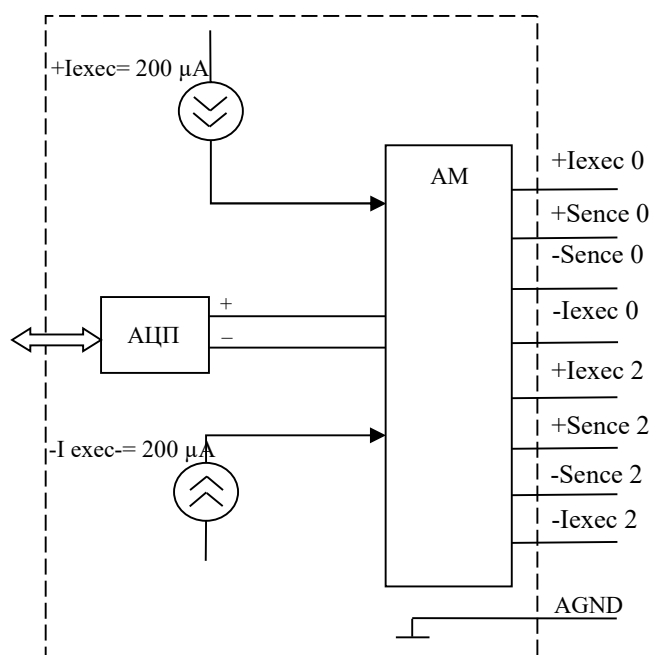 +Iexec= 200 µA
АМ
+Iexec 0
+Sence 0
-Sence 0
-Iexec 0
+
АЦП
–
+Iexec 2
+Sence 2
-I exec-= 200 µA
-Sence 2
-Iexec 2
AGND